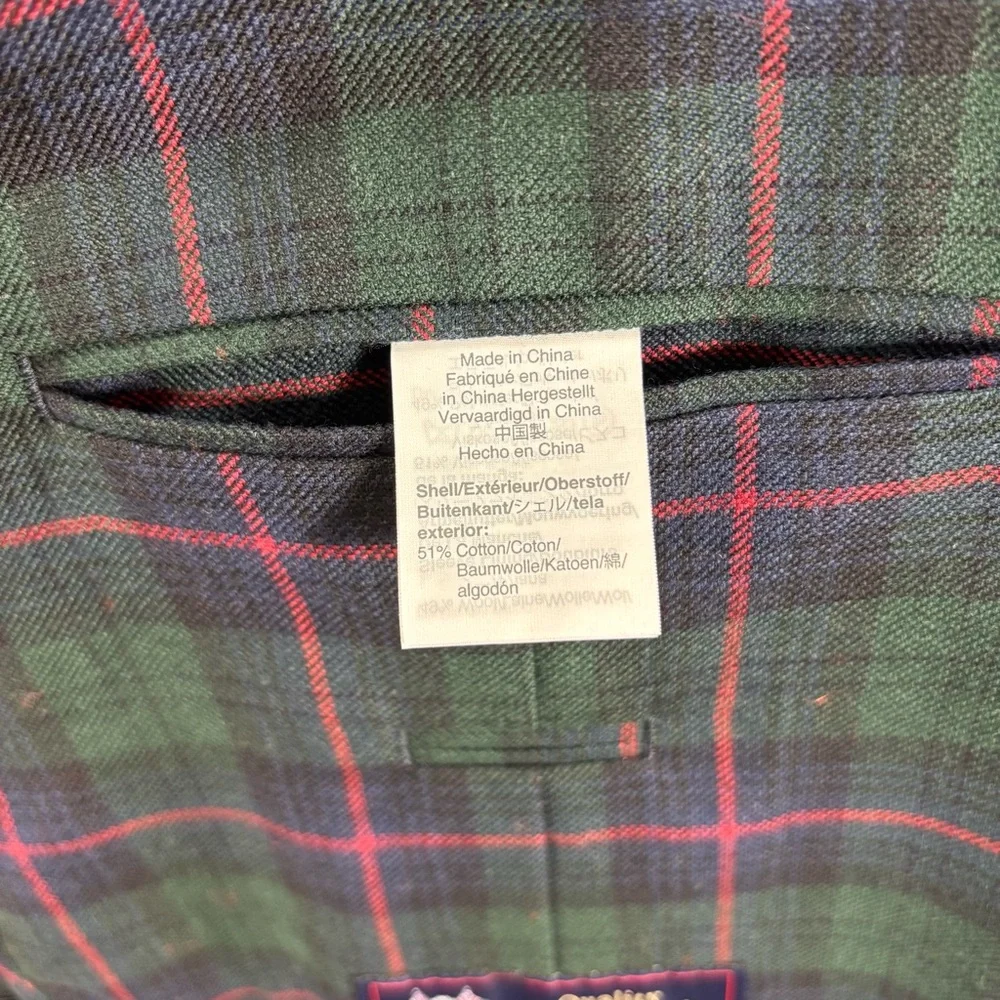 Made in China
Fabriqué en Chine
in China Hergestellt
Vervaardigd in China
中国製
Hecho en China
Shell/Extérieur/Oberstoff/
Buitenkant/シェル/tela
exterior:
51% Cotton/Coton/
Baumwolle/Katoen/綿/
algodón
Quality